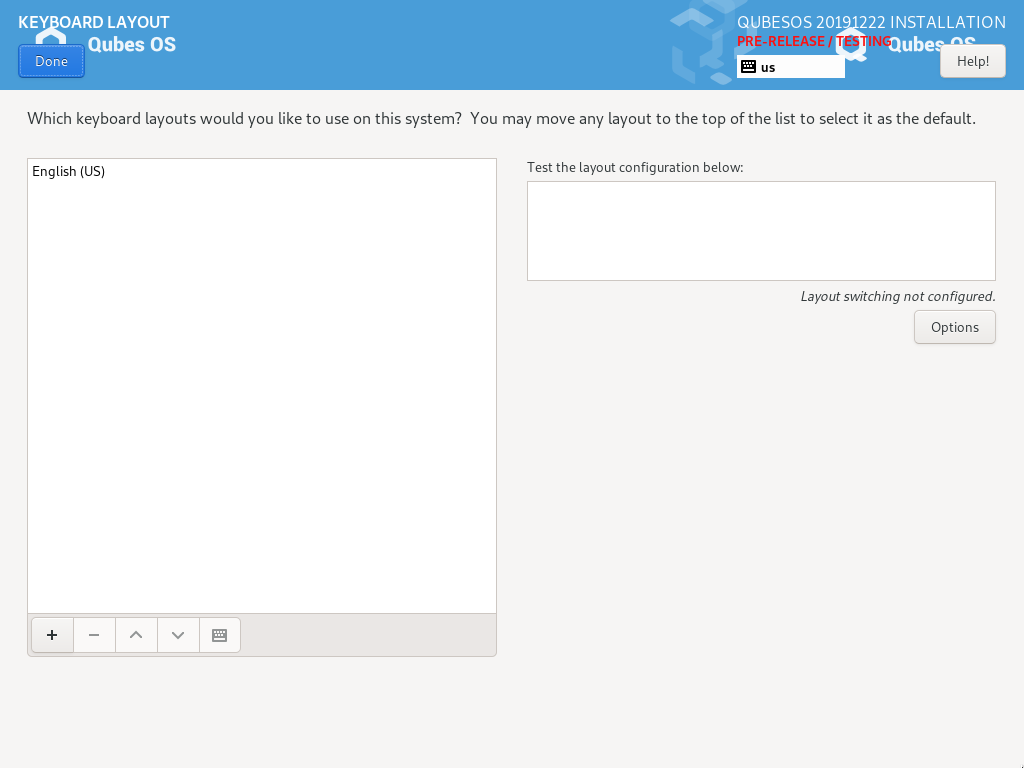 KEYBOARD LAYOUT
Qubes OS
Done
QUBESOS 20191222 INSTALLATION
PRE-RELEASE / TESTING
Qubes OS
us
Help!
Which keyboard layouts would you like to use on this system?  You may move any layout to the top of the list to select it as the default.
English (US)
Test the layout configuration below:
Layout switching not configured.
Options